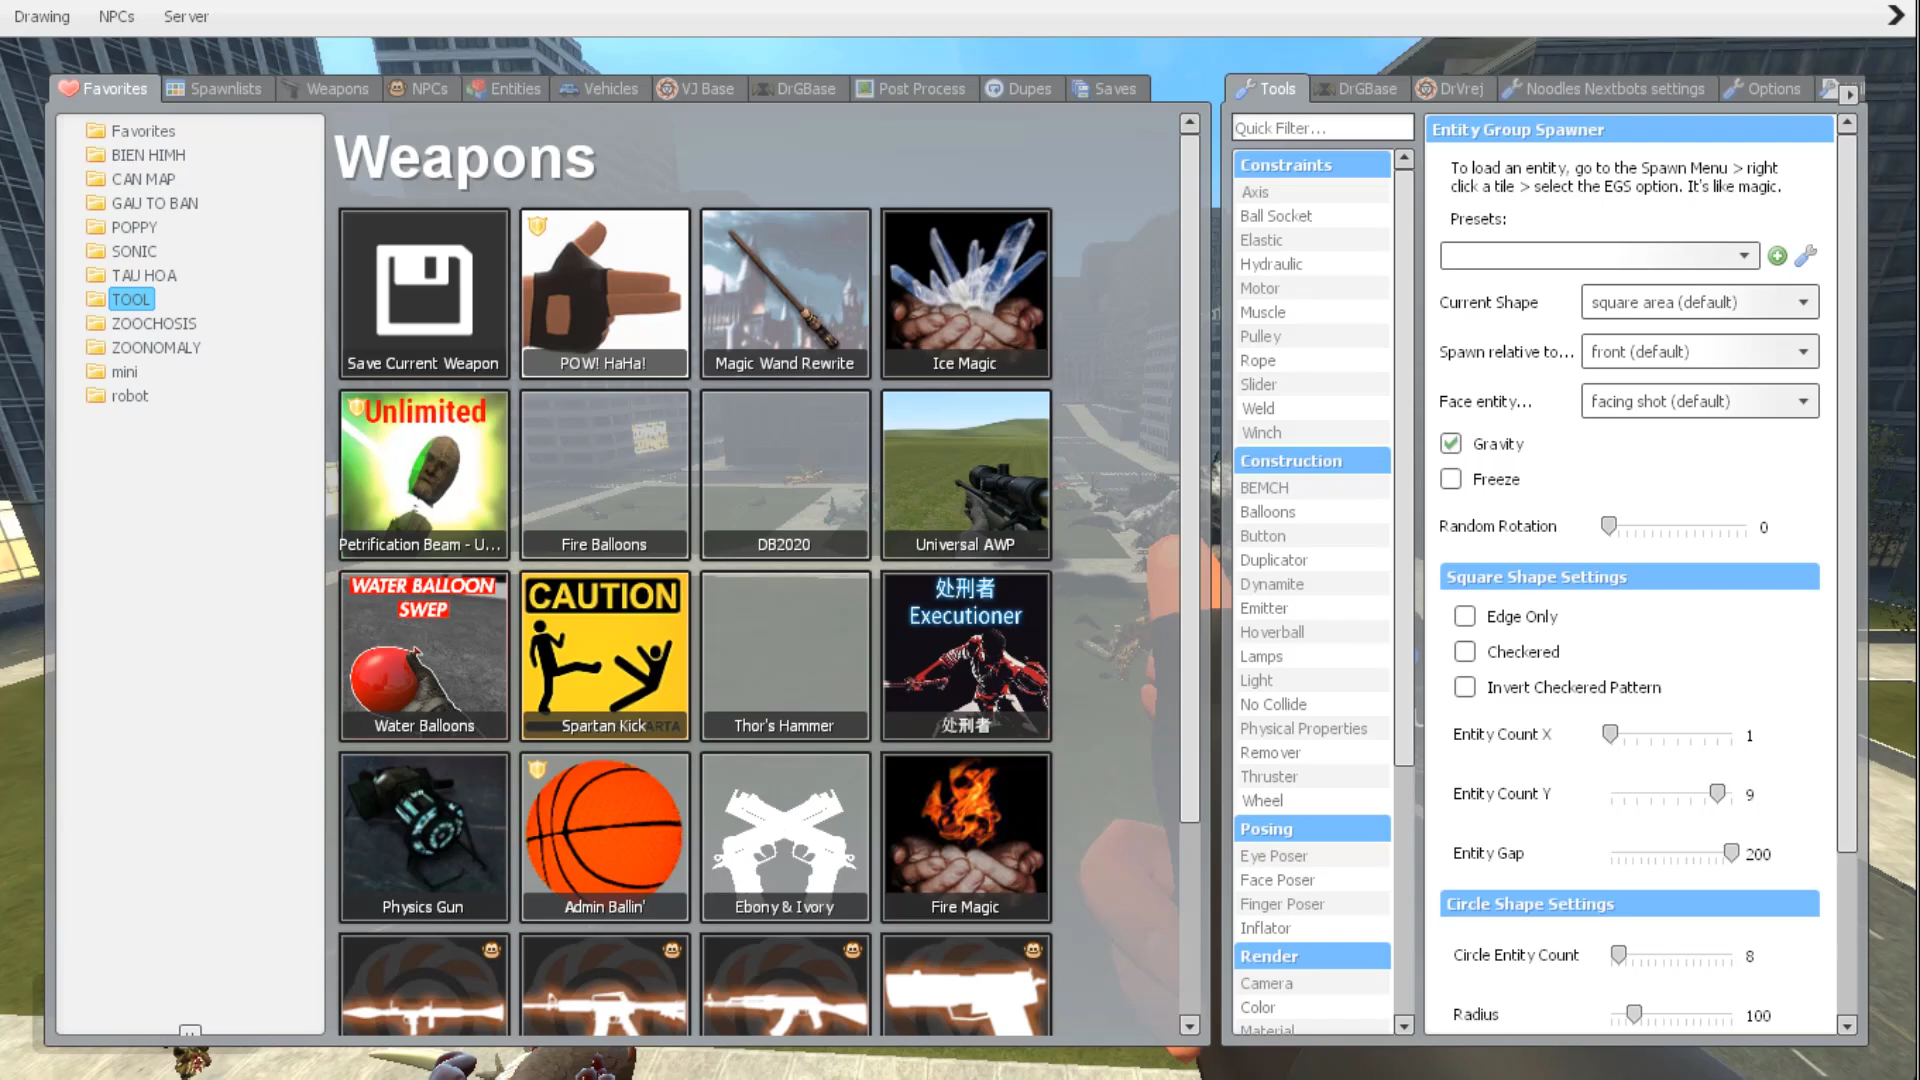 Drawing NPCs Server
Favorites Spawnlists Weapons NPCs Entities Vehicles VJ Base DrGBase Post Process Dupes Saves
Favorites
BIEN HIMH
CAN MAP
GAU TO BAN
POPPY
SONIC
TAU HOA
TOOL
ZOOCHOSIS
ZOONOMALY
mini
robot
Weapons
Save Current Weapon
POW! HaHa!
Magic Wand Rewrite
Ice Magic
Unlimited
Petrification Beam - U...
Fire Balloons
DB2020
Universal AWP
WATER BALLOON
SWEP
Water Balloons
CAUTION
Spartan Kick
Thor's Hammer
处刑者
Executioner
处刑者
Physics Gun
Admin Ballin'
Ebony & Ivory
Fire Magic
Tools DrGBase DrVrej Noodles Nextbots settings Options
Quick Filter...
Constraints
Axis
Ball Socket
Elastic
Hydraulic
Motor
Muscle
Pulley
Rope
Slider
Weld
Winch
Construction
BEMCH
Balloons
Button
Duplicator
Dynamite
Emitter
Hoverball
Lamps
Light
No Collide
Physical Properties
Remover
Thruster
Wheel
Posing
Eye Poser
Face Poser
Finger Poser
Inflator
Render
Camera
Color
Material
Entity Group Spawner
To load an entity, go to the Spawn Menu > right
click a tile > select the EGS option. It's like magic.
Presets:
Current Shape square area (default)
Spawn relative to... front (default)
Face entity... facing shot (default)
Gravity
Freeze
Random Rotation 0
Square Shape Settings
Edge Only
Checkered
Invert Checkered Pattern
Entity Count X 1
Entity Count Y 9
Entity Gap 200
Circle Shape Settings
Circle Entity Count 8
Radius 100